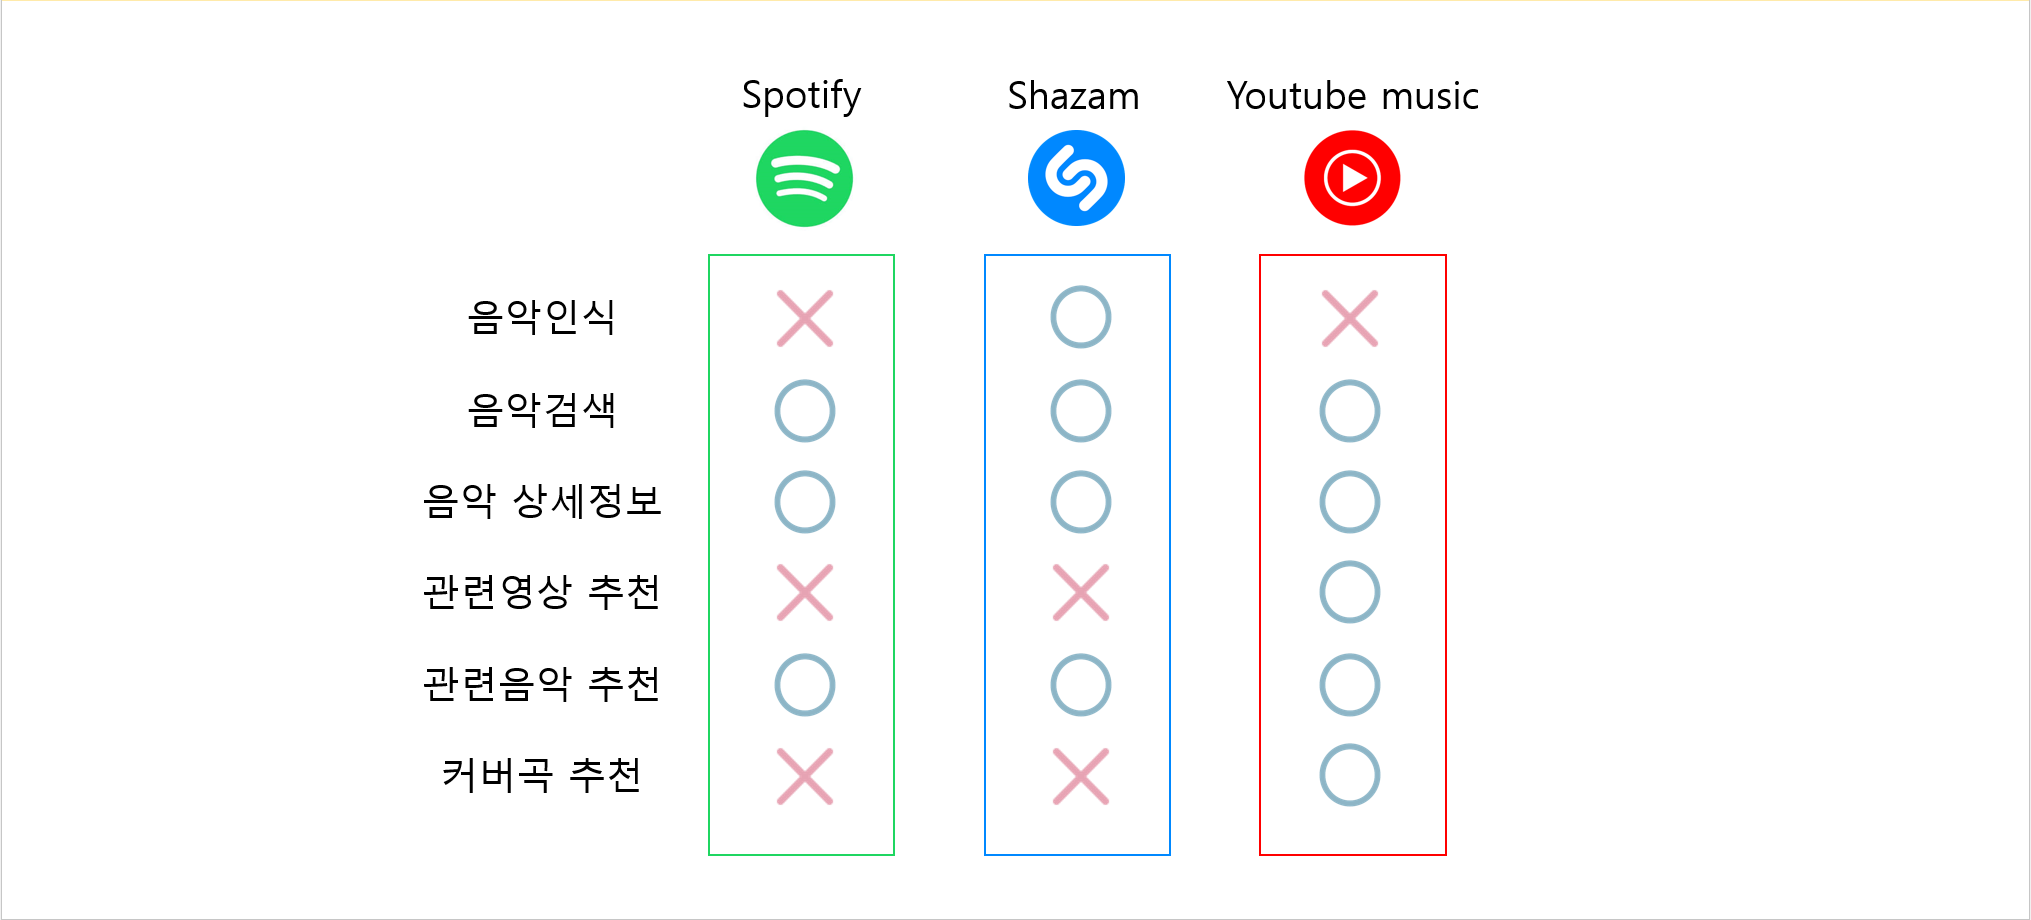 Spotify Shazam Youtube music
음악인식
음악검색
음악 상세정보
관련영상 추천
관련음악 추천
커버곡 추천